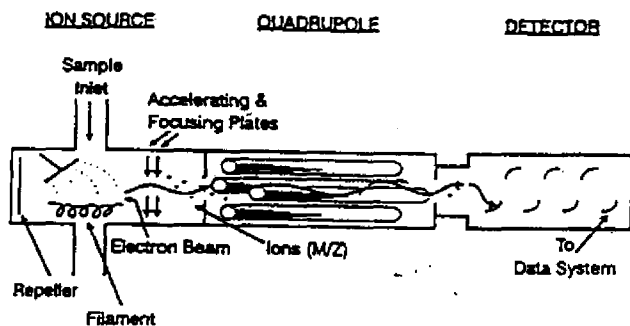 ION SOURCE
QUADRUPOLE
DETECTOR
Sample
Inlet
Accelerating &
Focusing Plates
Electron Beam
Ions (M/Z)
To
Data System
Repeller
Filament